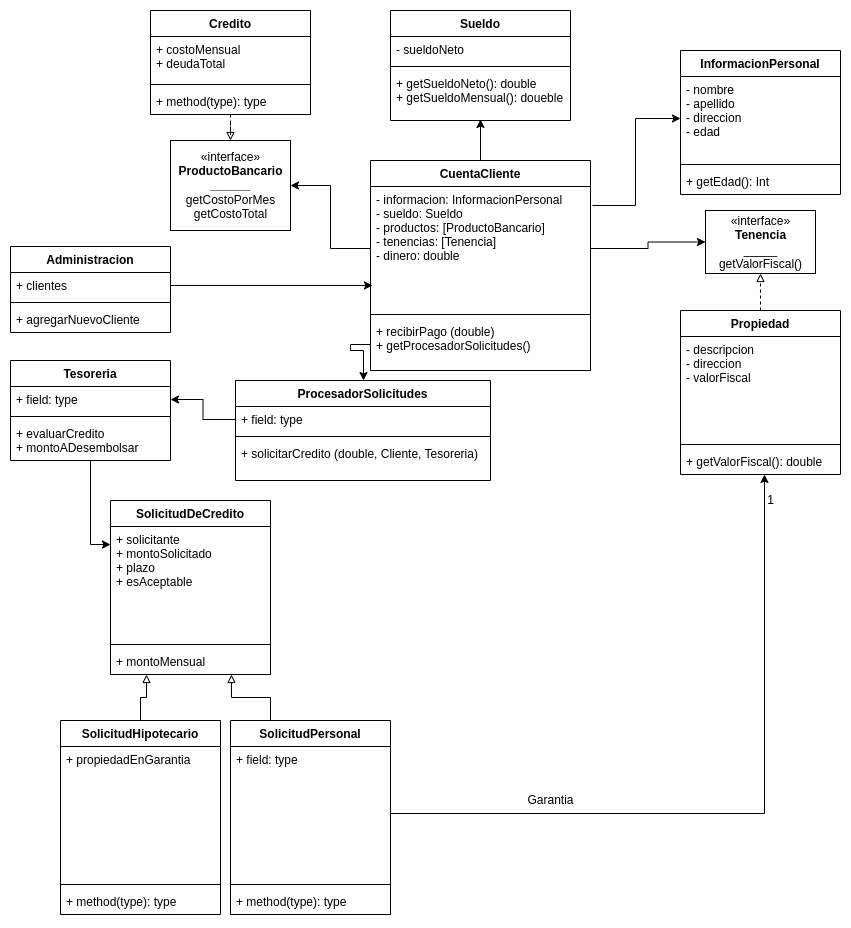 Credito
+ costoMensual
+ deudaTotal
+ method(type): type
Sueldo
- sueldoNeto
+ getSueldoNeto(): double
+ getSueldoMensual(): doueble
InformacionPersonal
- nombre
- apellido
- direccion
- edad
+ getEdad(): Int
«interface»
ProductoBancario
______
getCostoPorMes
getCostoTotal
CuentaCliente
- informacion: InformacionPersonal
- sueldo: Sueldo
- productos: [ProductoBancario]
- tenencias: [Tenencia]
- dinero: double
+ recibirPago (double)
+ getProcesadorSolicitudes()
«interface»
Tenencia
_____
getValorFiscal()
Administracion
+ clientes
+ agregarNuevoCliente
Propiedad
- descripcion
- direccion
- valorFiscal
+ getValorFiscal(): double
1
Tesoreria
+ field: type
+ evaluarCredito
+ montoADesembolsar
ProcesadorSolicitudes
+ field: type
+ solicitarCredito (double, Cliente, Tesoreria)
SolicitudDeCredito
+ solicitante
+ montoSolicitado
+ plazo
+ esAceptable
+ montoMensual
SolicitudHipotecario
+ propiedadEnGarantia
+ method(type): type
SolicitudPersonal
+ field: type
+ method(type): type
Garantia